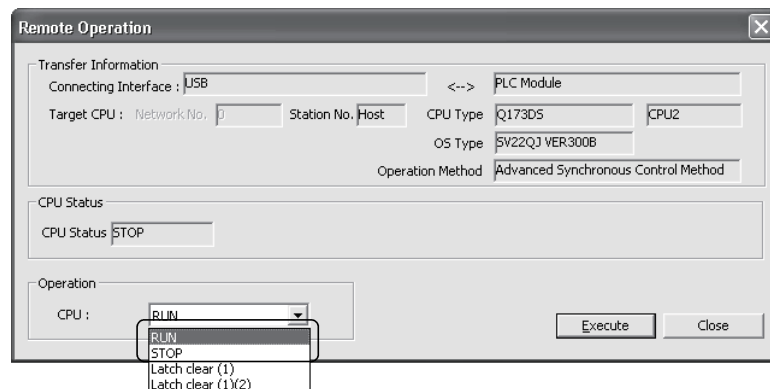 Remote Operation
Transfer Information
Connecting Interface : USB <--> PLC Module
Target CPU : Network No. 0 Station No. Host CPU Type Q173DS CPU2
OS Type SV22QJ VER300B
Operation Method Advanced Synchronous Control Method
CPU Status
CPU Status STOP
Operation
CPU : RUN
RUN
STOP
Latch clear (1)
Latch clear (1)(2)
Execute Close